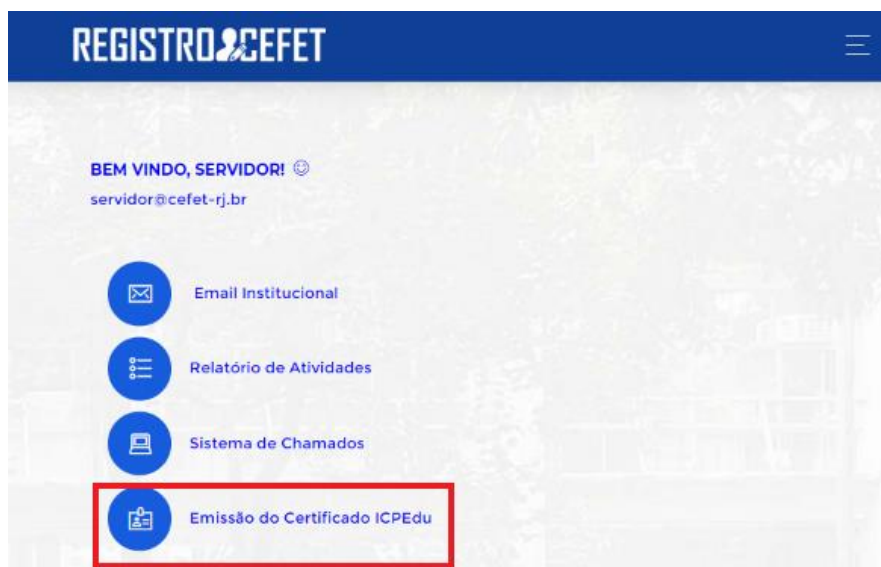 REGISTRO CEFET
BEM VINDO, SERVIDOR!
servidor@cefet-rj.br
Email Institucional
Relatório de Atividades
Sistema de Chamados
Emissão do Certificado ICPEdu